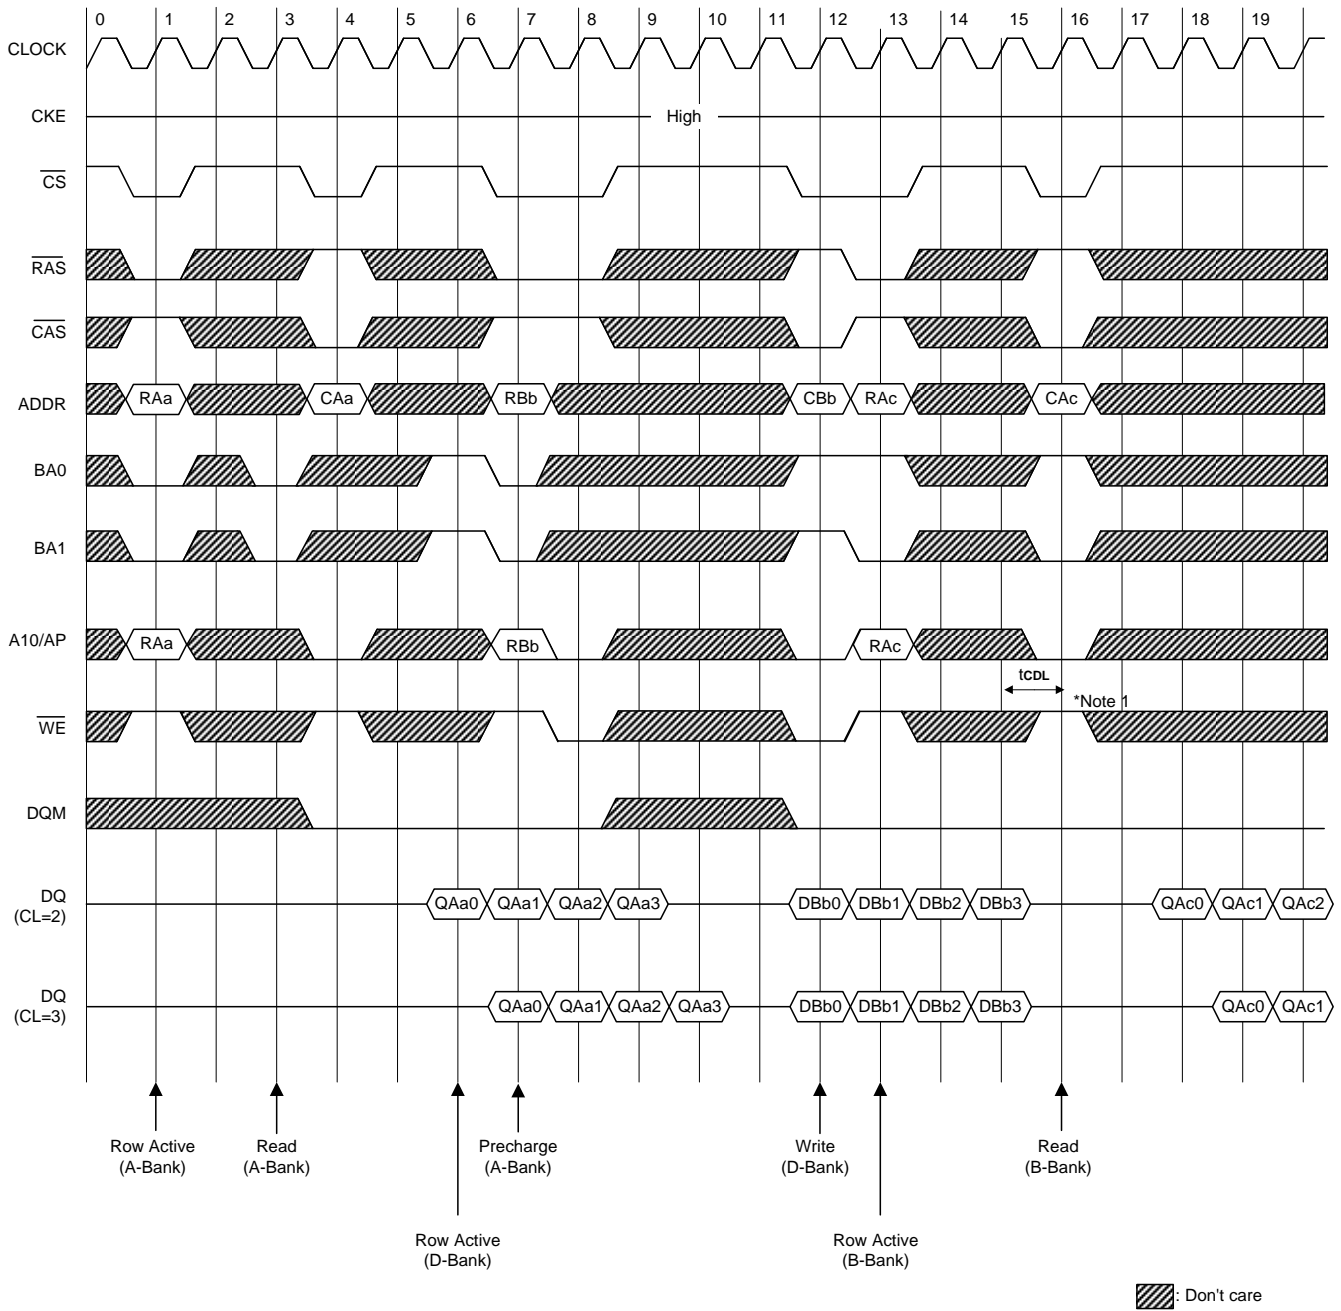 0 1 2 3 4 5 6 7 8 9 10 11 12 13 14 15 16 17 18 19
CLOCK
CKE
High
CS
RAS
CAS
ADDR RAa CAa RBb CBb RAc CAc
BA0
BA1
A10/AP RAa RBb RAc
tCDL
*Note 1
WE
DQM
DQ
(CL=2)
QAa0 QAa1 QAa2 QAa3 DBb0 DBb1 DBb2 DBb3 QAc0 QAc1 QAc2
DQ
(CL=3)
QAa0 QAa1 QAa2 QAa3 DBb0 DBb1 DBb2 DBb3 QAc0 QAc1
Row Active
(A-Bank)
Read
(A-Bank)
Precharge
(A-Bank)
Write
(D-Bank)
Read
(B-Bank)
Row Active
(D-Bank)
Row Active
(B-Bank)
: Don't care